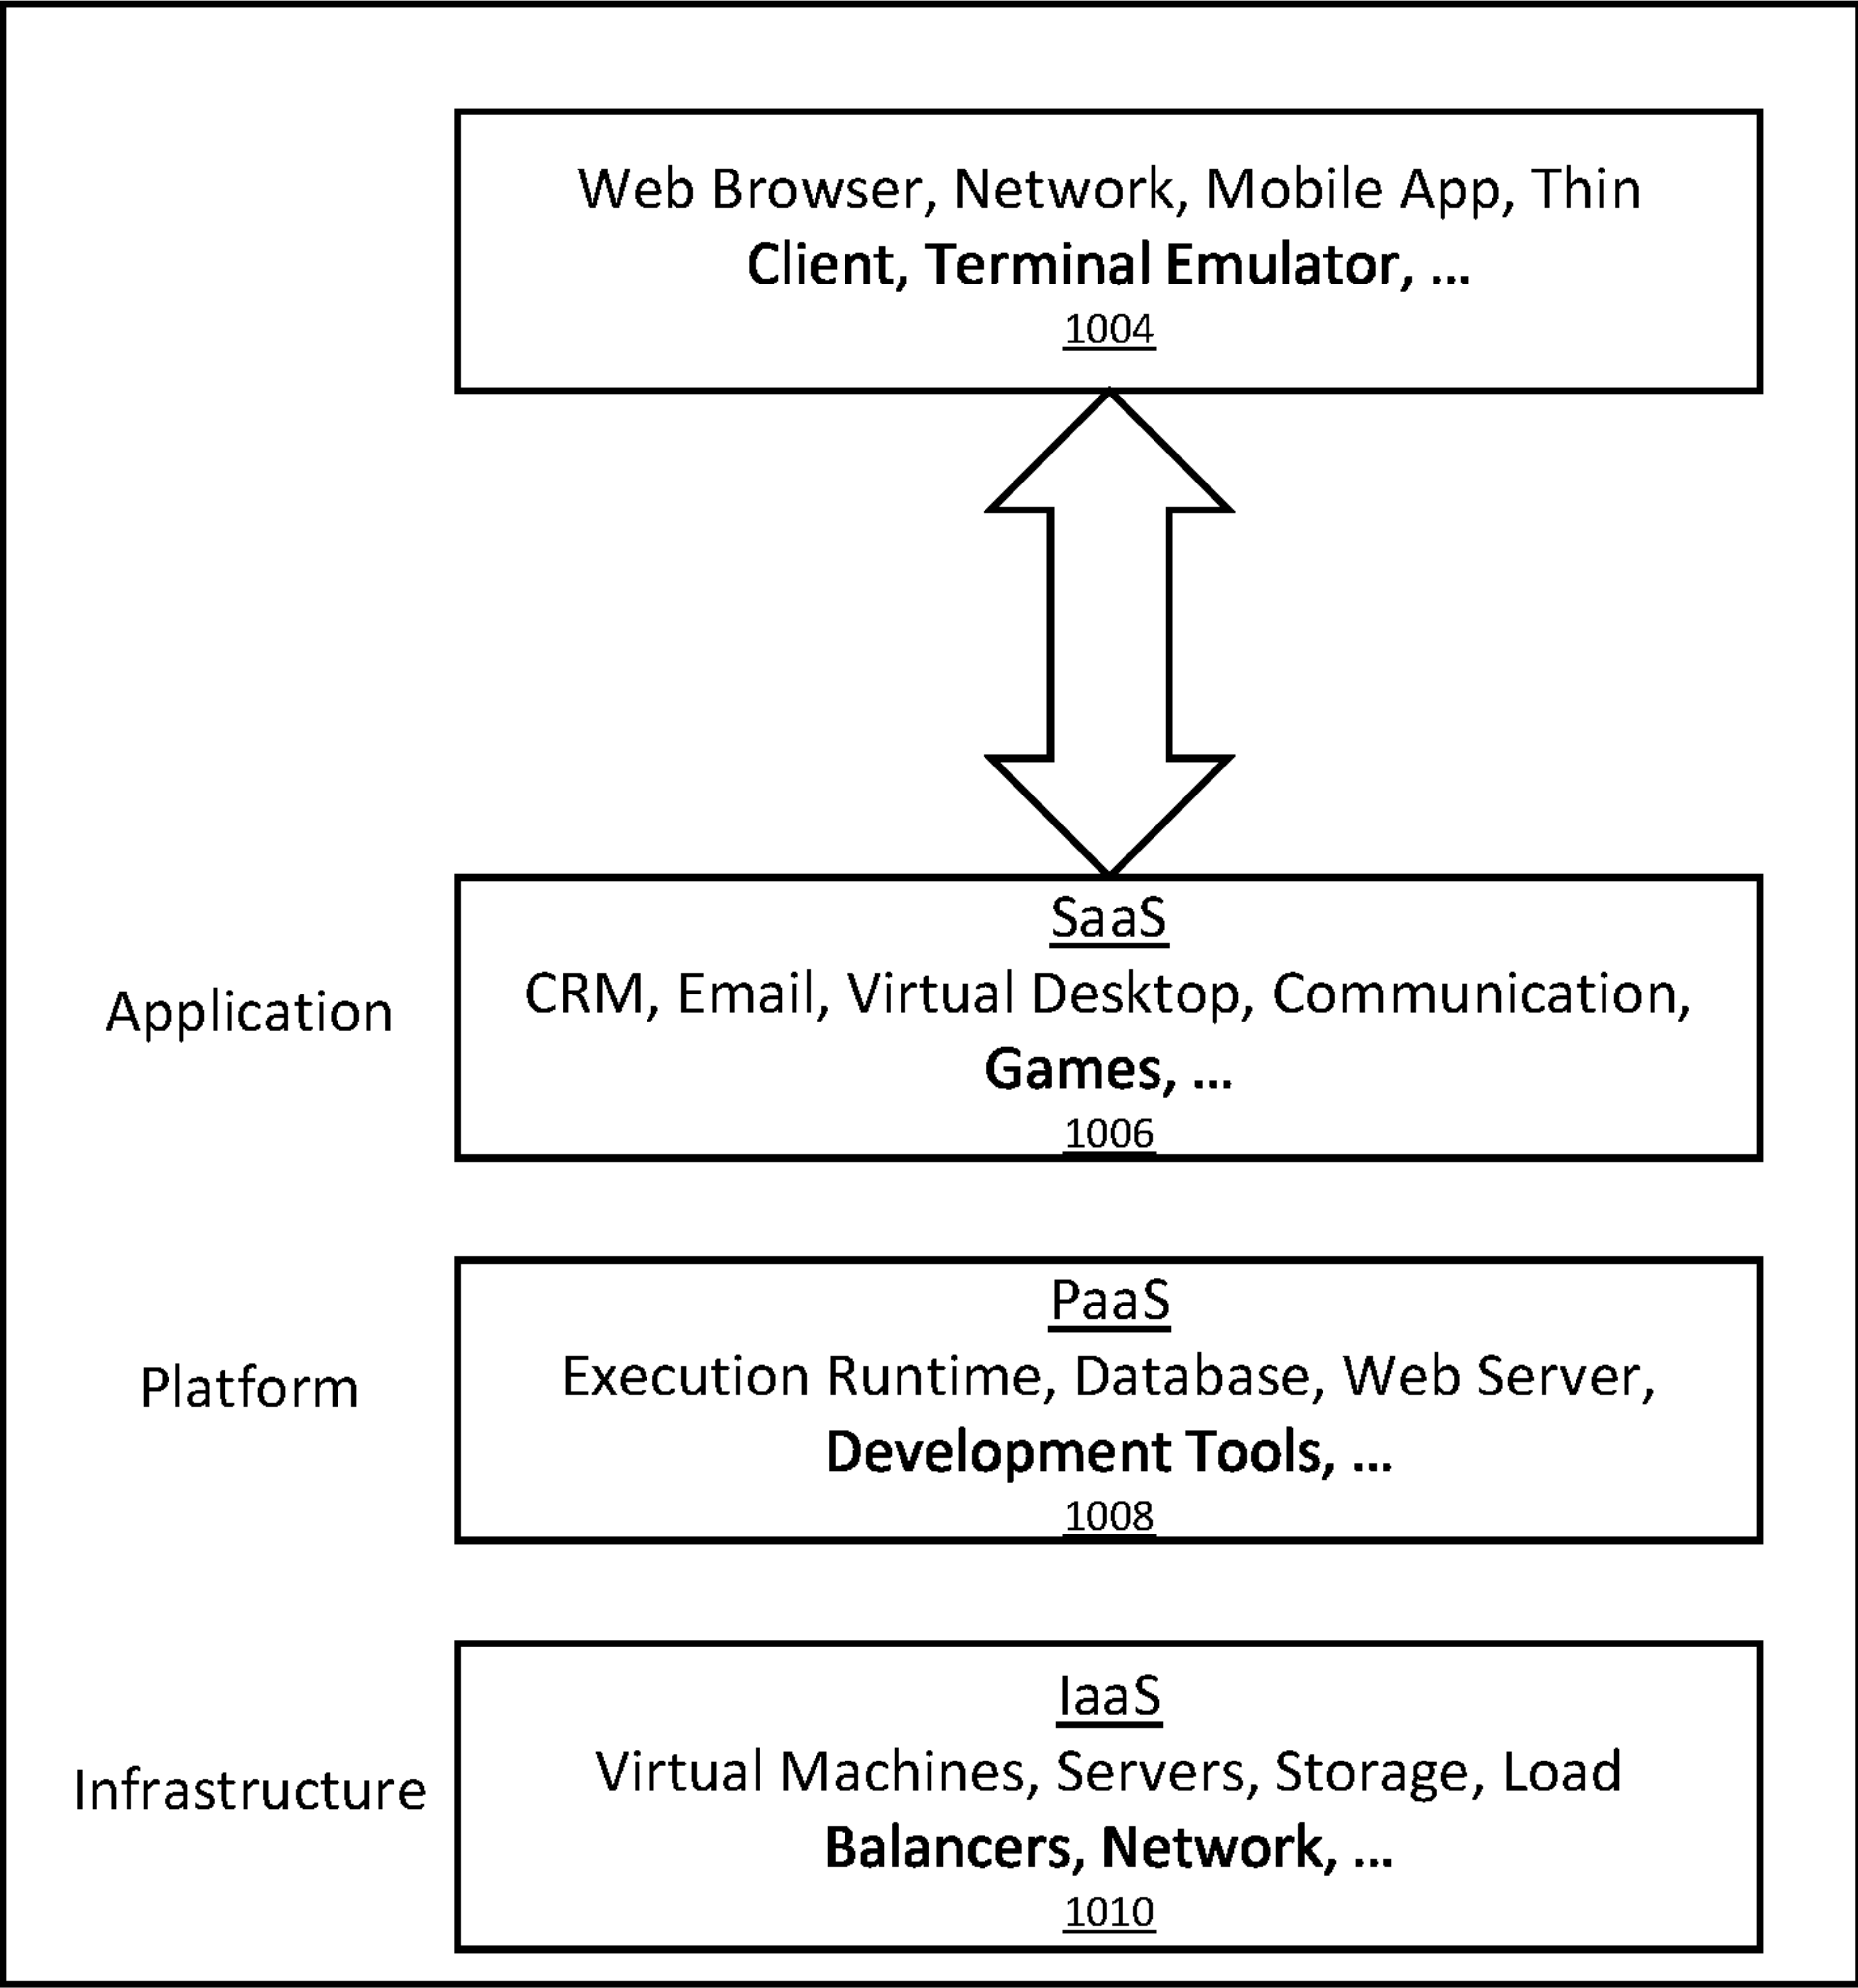 Web Browser, Network, Mobile App, Thin
Client, Terminal Emulator, ...
1004
SaaS
Application
CRM, Email, Virtual Desktop, Communication,
Games, ...
1006
PaaS
Platform
Execution Runtime, Database, Web Server,
Development Tools, ...
1008
IaaS
Infrastructure
Virtual Machines, Servers, Storage, Load
Balancers, Network, ...
1010